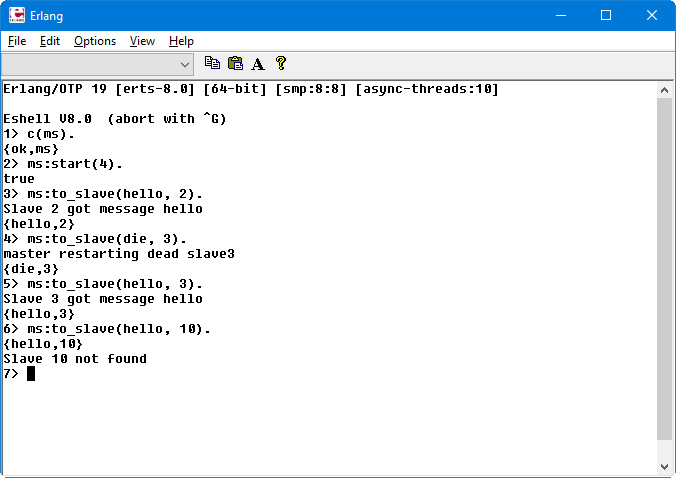 Erlang
File Edit Options View Help
Erlang/OTP 19 [erts-8.0] [64-bit] [smp:8:8] [async-threads:10]
Eshell V8.0  (abort with ^G)
1> c(ms).
{ok,ms}
2> ms:start(4).
true
3> ms:to_slave(hello, 2).
Slave 2 got message hello
{hello,2}
4> ms:to_slave(die, 3).
master restarting dead slave3
{die,3}
5> ms:to_slave(hello, 3).
Slave 3 got message hello
{hello,3}
6> ms:to_slave(hello, 10).
{hello,10}
Slave 10 not found
7>